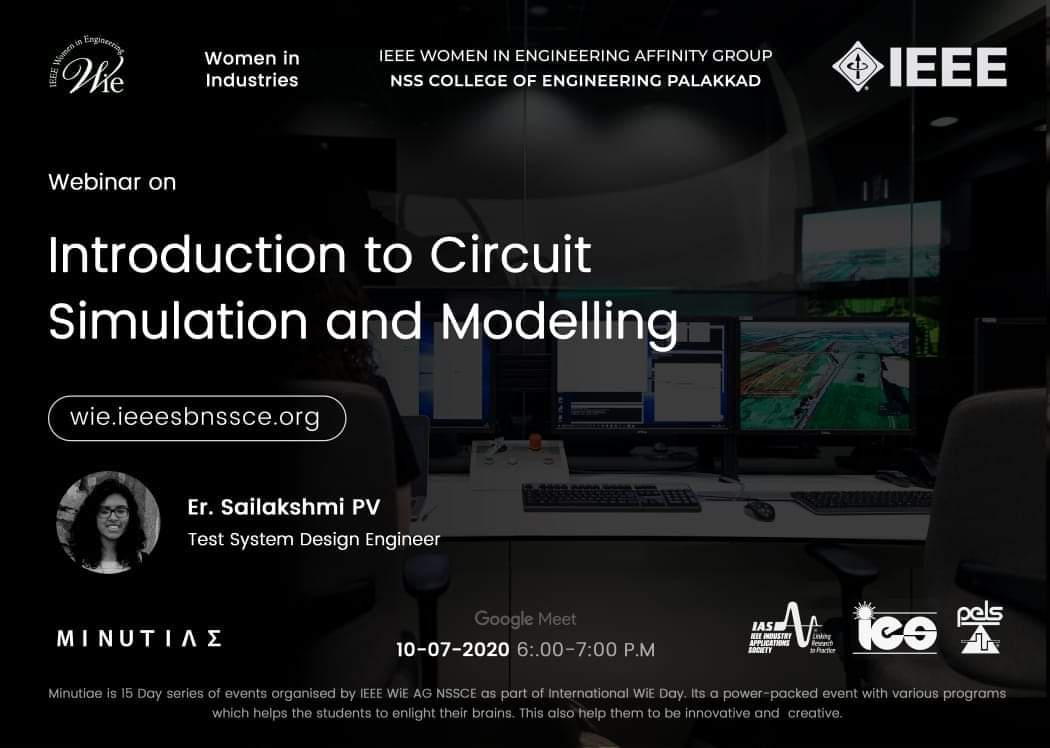 IEEE Women in Engineering
Wie
Women in
Industries
IEEE WOMEN IN ENGINEERING AFFINITY GROUP
NSS COLLEGE OF ENGINEERING PALAKKAD
IEEE
Webinar on
Introduction to Circuit
Simulation and Modelling
wie.ieeesbnssce.org
Er. Sailakshmi PV
Test System Design Engineer
MINUTIΛΣ
Google Meet
10-07-2020 6:.00-7:00 P.M
IAS
IEEE INDUSTRY
APPLICATIONS
SOCIETY
Linking
Research
to Practice
ies
pels
Minutiae is 15 Day series of events organised by IEEE WiE AG NSSCE as part of International WiE Day. Its a power-packed event with various programs
which helps the students to enlight their brains. This also help them to be innovative and  creative.